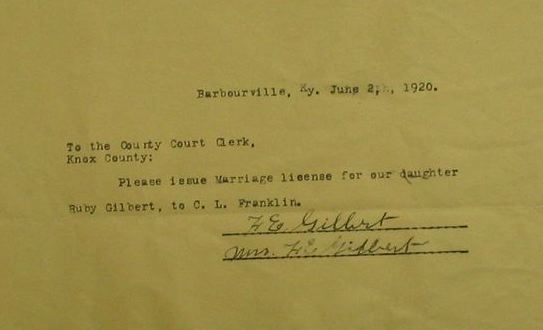 Barbourville, Ky. June 2, 1920.
To the County Court Clerk,
Knox County:
Please issue Marriage license for our daughter
Ruby Gilbert, to C. L. Franklin.
Gilbert
Mrs. Gilbert